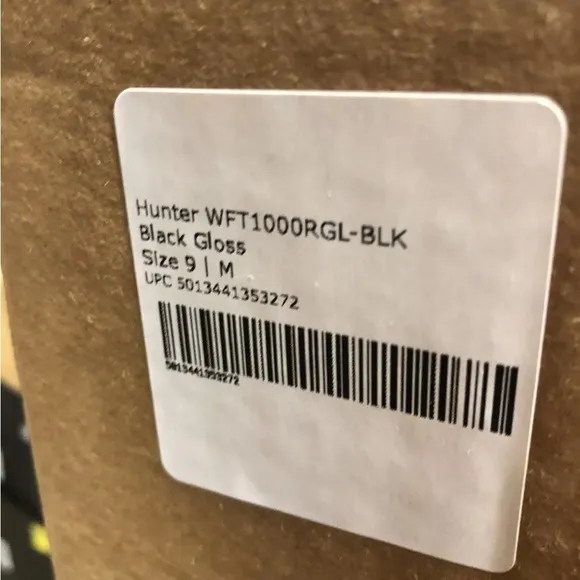 Hunter WFT1000RGL-BLK
Black Gloss
Size 9 | M
UPC 5013441353272
5013441353272